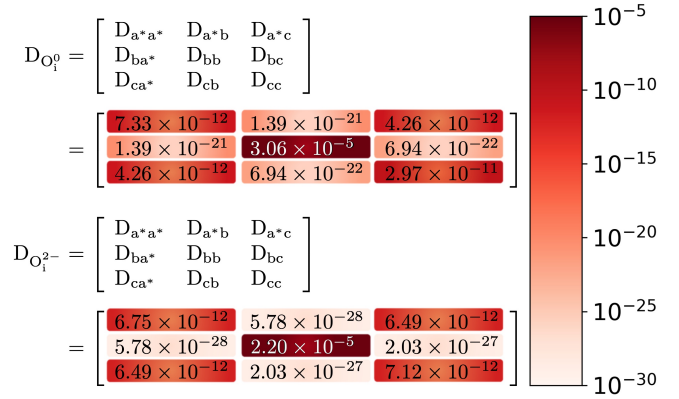 D_{O_i^0} = [ D_{a*a*} D_{a*b} D_{a*c}
D_{ba*} D_{bb} D_{bc}
D_{ca*} D_{cb} D_{cc} ]
= [ 7.33 × 10^{-12} 1.39 × 10^{-21} 4.26 × 10^{-12}
1.39 × 10^{-21} 3.06 × 10^{-5} 6.94 × 10^{-22}
4.26 × 10^{-12} 6.94 × 10^{-22} 2.97 × 10^{-11} ]
D_{O_i^{2-}} = [ D_{a*a*} D_{a*b} D_{a*c}
D_{ba*} D_{bb} D_{bc}
D_{ca*} D_{cb} D_{cc} ]
= [ 6.75 × 10^{-12} 5.78 × 10^{-28} 6.49 × 10^{-12}
5.78 × 10^{-28} 2.20 × 10^{-5} 2.03 × 10^{-27}
6.49 × 10^{-12} 2.03 × 10^{-27} 7.12 × 10^{-12} ]
10^{-5}
10^{-10}
10^{-15}
10^{-20}
10^{-25}
10^{-30}